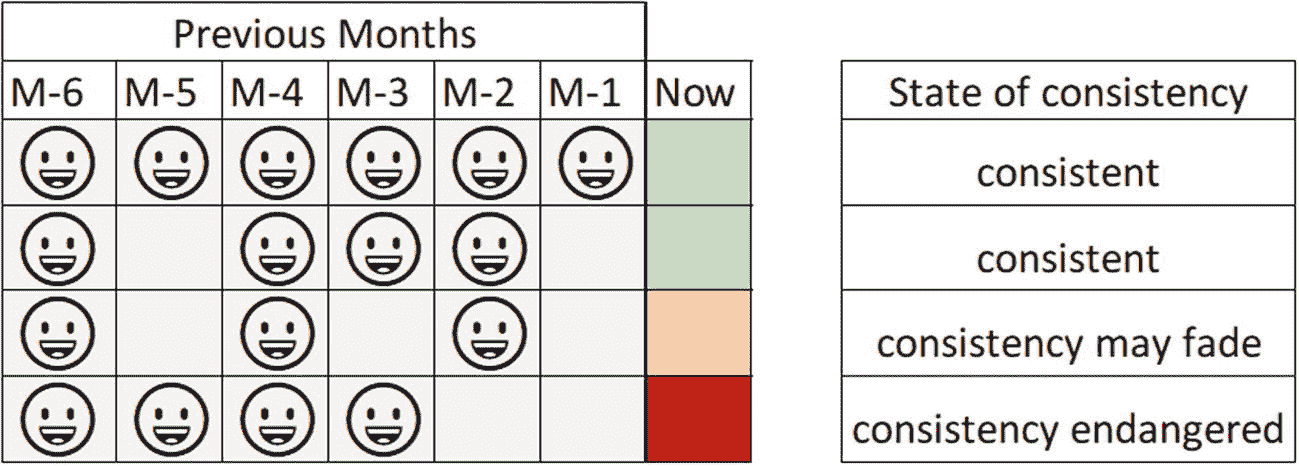 Previous Months
M-6 M-5 M-4 M-3 M-2 M-1 Now State of consistency
consistent
consistent
consistency may fade
consistency endangered